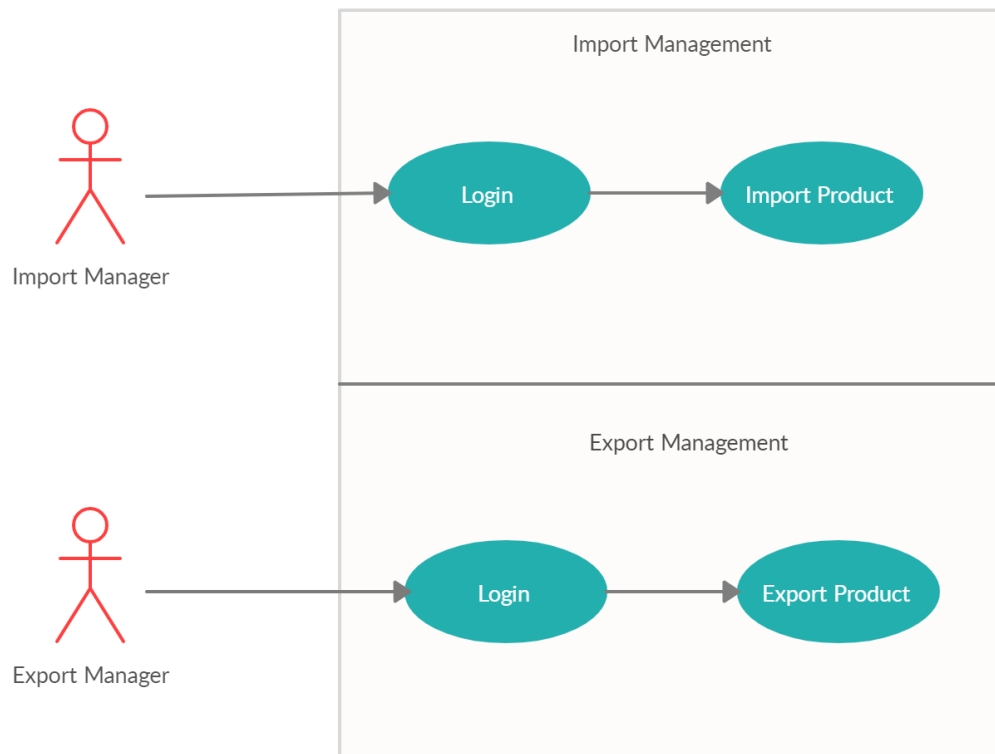 Import Management
Login
Import Product
Import Manager
Export Management
Login
Export Product
Export Manager